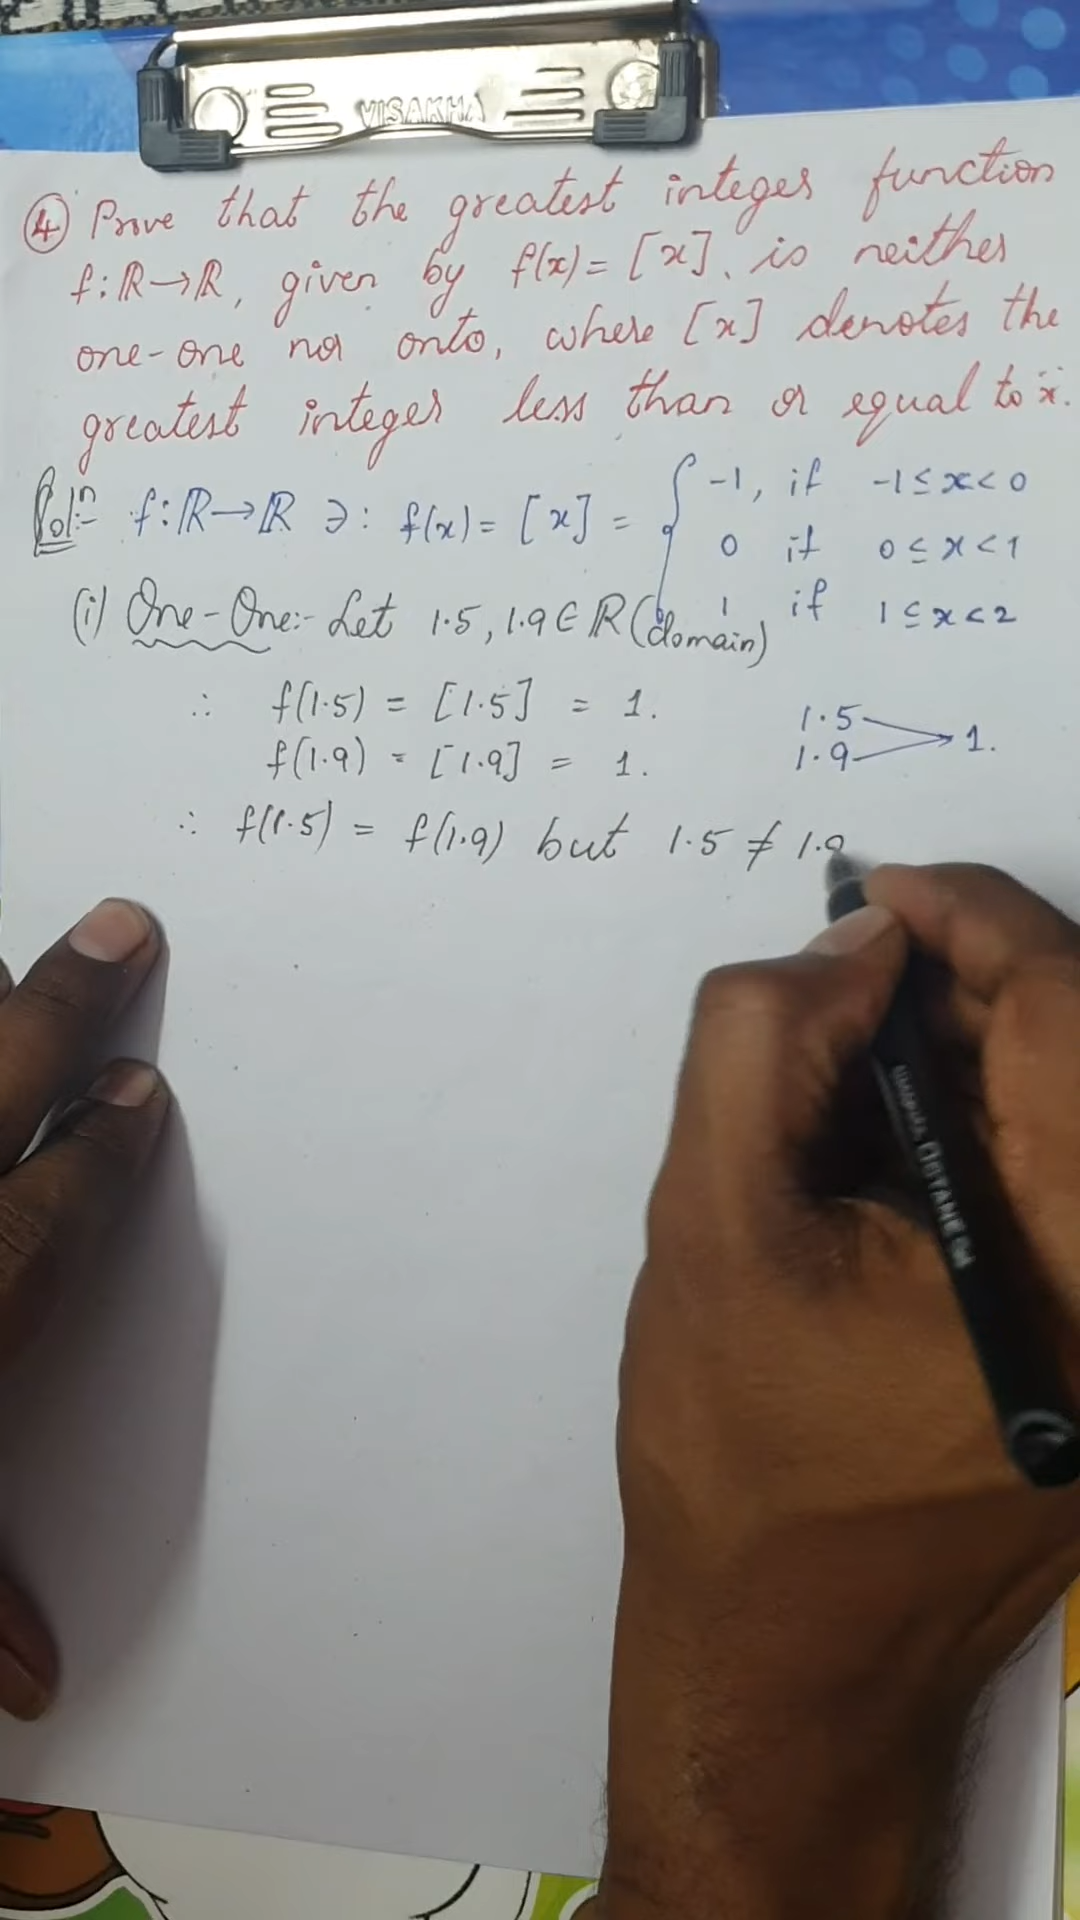 VISAKHA
④ Prove that the greatest integer function
f:ℝ→ℝ, given by f(x) = [x], is neither
one-one nor onto, where [x] denotes the
greatest integer less than or equal to x.
Solⁿ:- f:ℝ→ℝ ∋: f(x) = [x] = { -1, if -1≤x<0
0 if 0≤x<1
1 if 1≤x<2
(i) One-One:- Let 1.5, 1.9 ∈ ℝ (domain)
∴ f(1.5) = [1.5] = 1.
f(1.9) = [1.9] = 1.
1.5
1.9 → 1.
∴ f(1.5) = f(1.9) but 1.5 ≠ 1.9
OCTANE